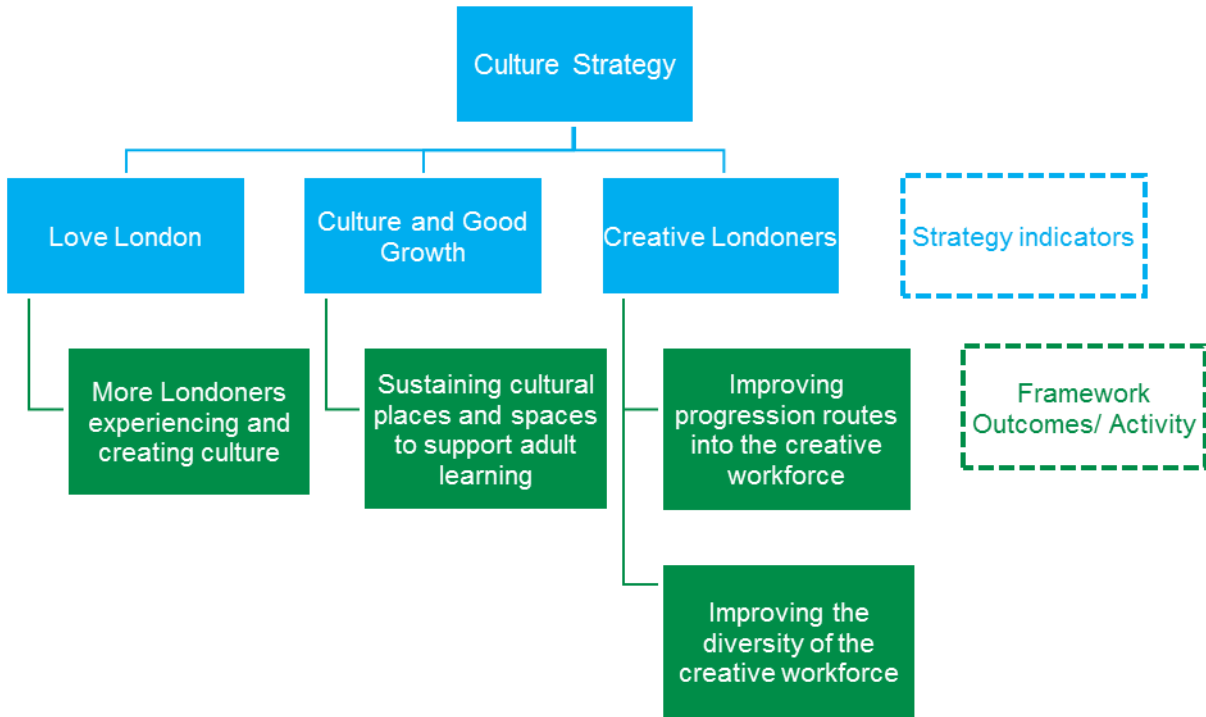 Culture Strategy
Love London
Culture and Good
Growth
Creative Londoners
Strategy indicators
More Londoners
experiencing and
creating culture
Sustaining cultural
places and spaces
to support adult
learning
Improving
progression routes
into the creative
workforce
Framework
Outcomes/ Activity
Improving the
diversity of the
creative workforce